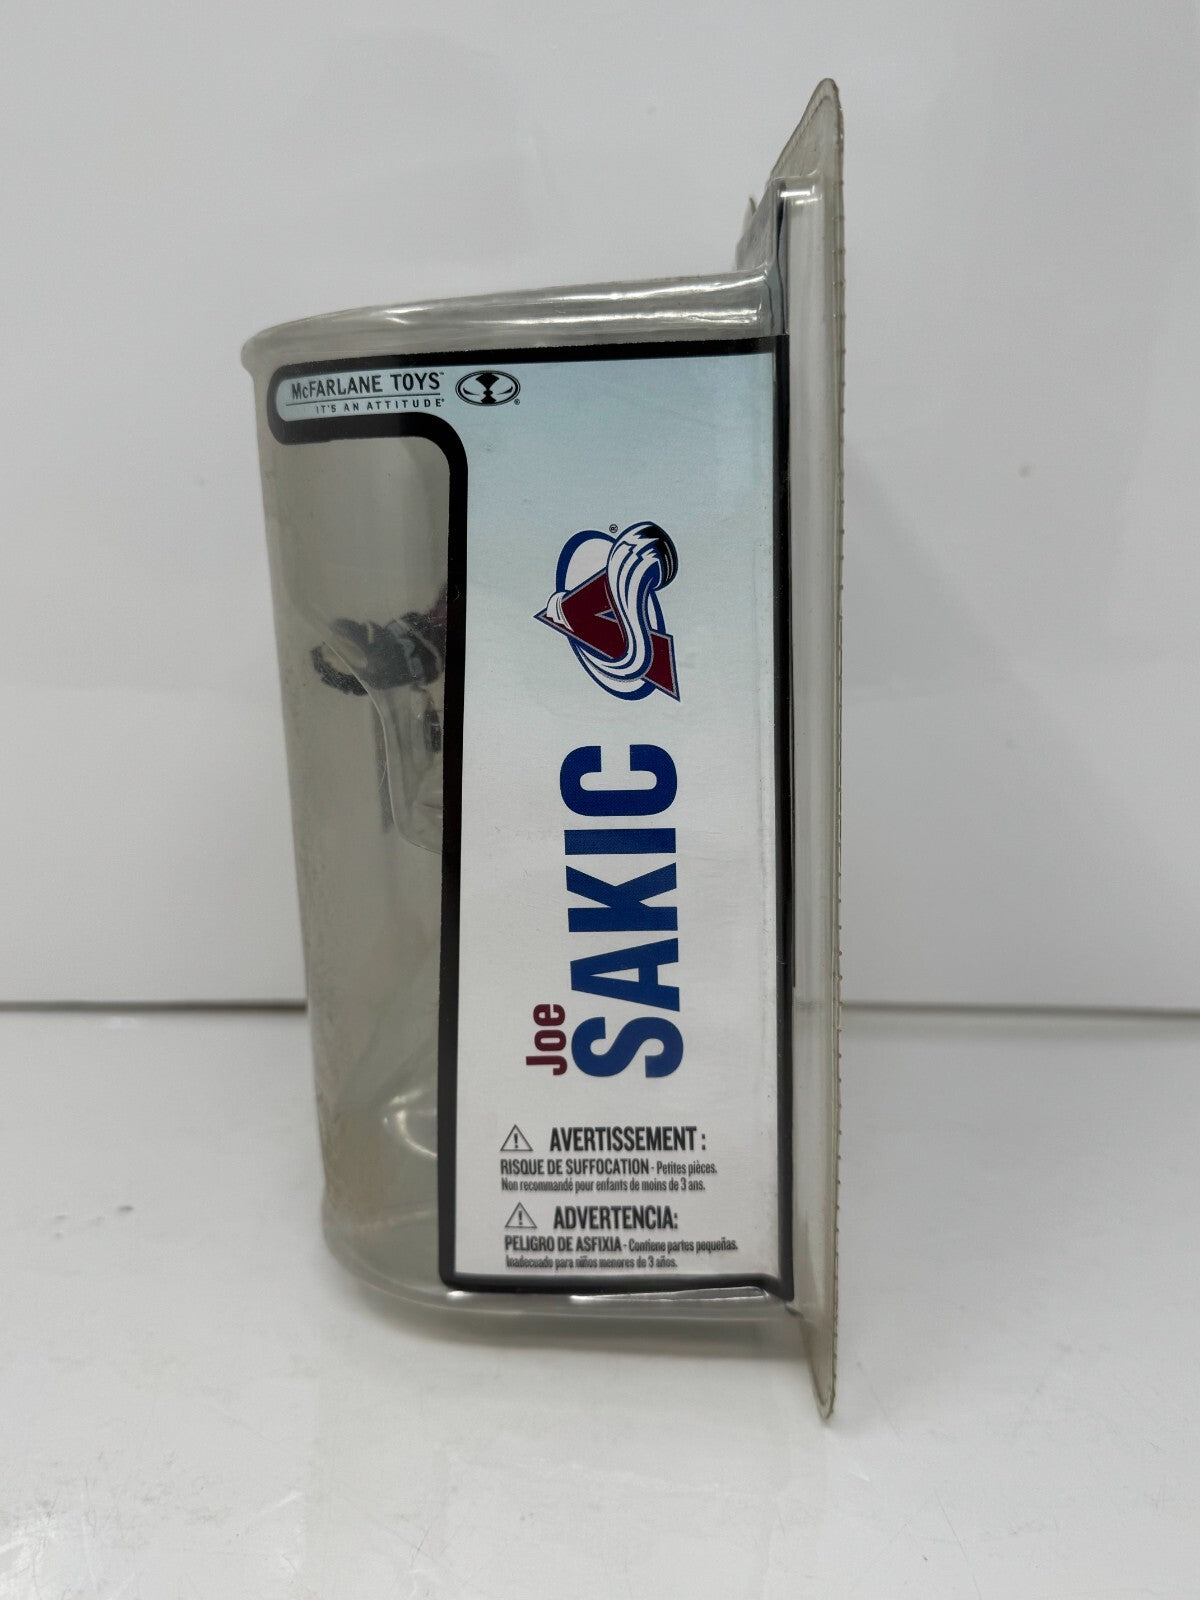 McFARLANE TOYS™
IT'S AN ATTITUDE®
®
®
Joe
SAKIC
AVERTISSEMENT :
RISQUE DE SUFFOCATION - Petites pièces.
Non recommandé pour enfants de moins de 3 ans.
ADVERTENCIA:
PELIGRO DE ASFIXIA - Contiene partes pequeñas.
Inadecuado para niños menores de 3 años.